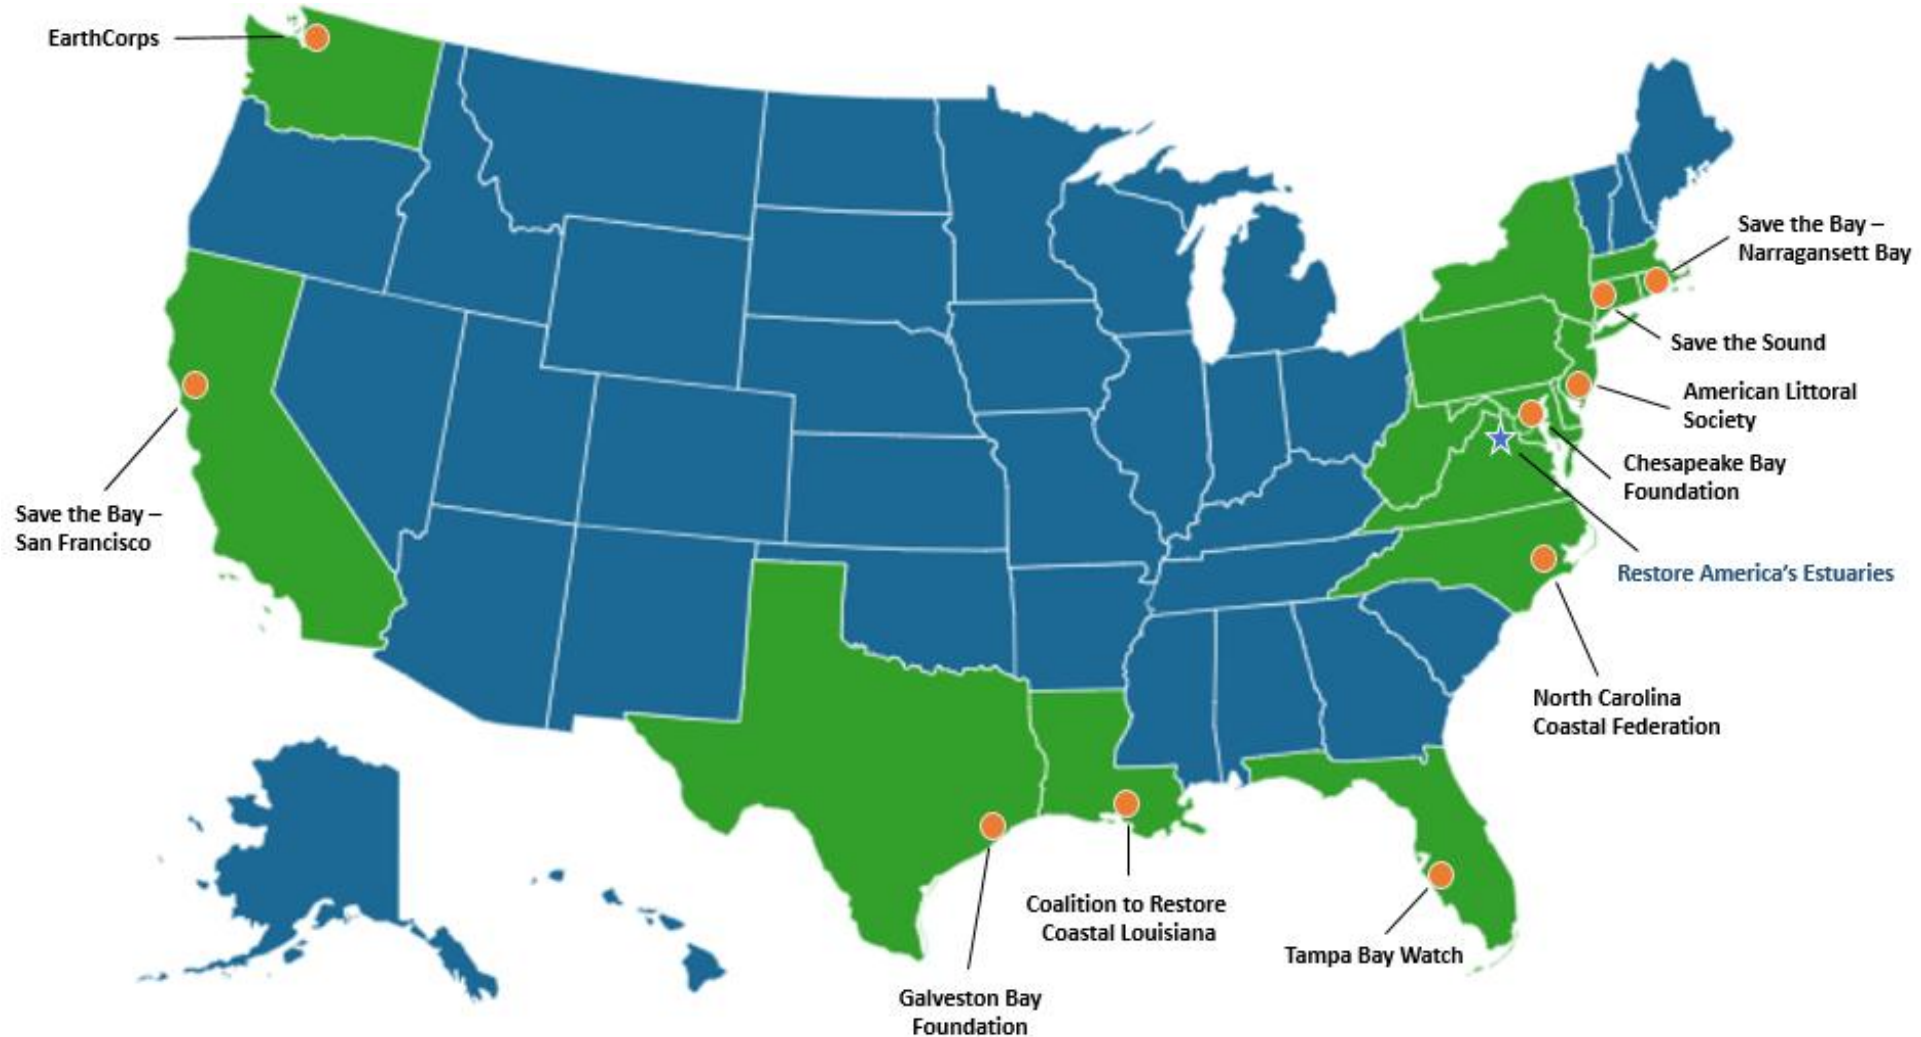 EarthCorps
Save the Bay –
Narragansett Bay
Save the Sound
American Littoral
Society
Chesapeake Bay
Foundation
Save the Bay –
San Francisco
Restore America's Estuaries
North Carolina
Coastal Federation
Coalition to Restore
Coastal Louisiana
Tampa Bay Watch
Galveston Bay
Foundation